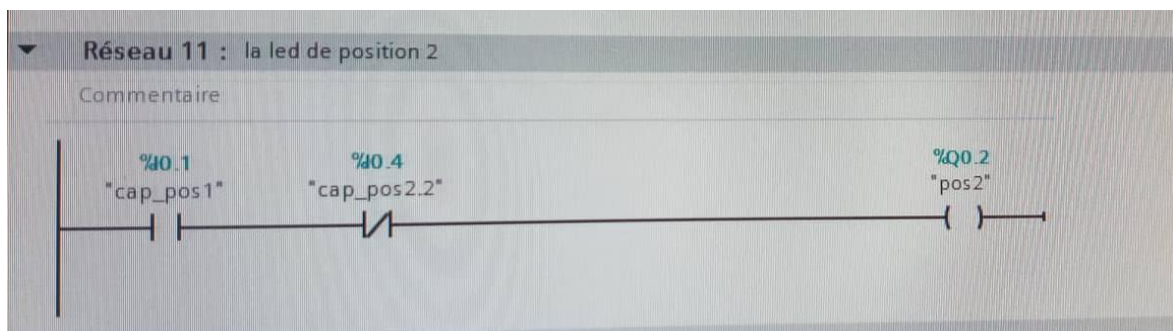 Réseau 11 : la led de position 2
Commentaire
%I0.1 %I0.4 %Q0.2
"cap_pos1" "cap_pos2.2" "pos2"